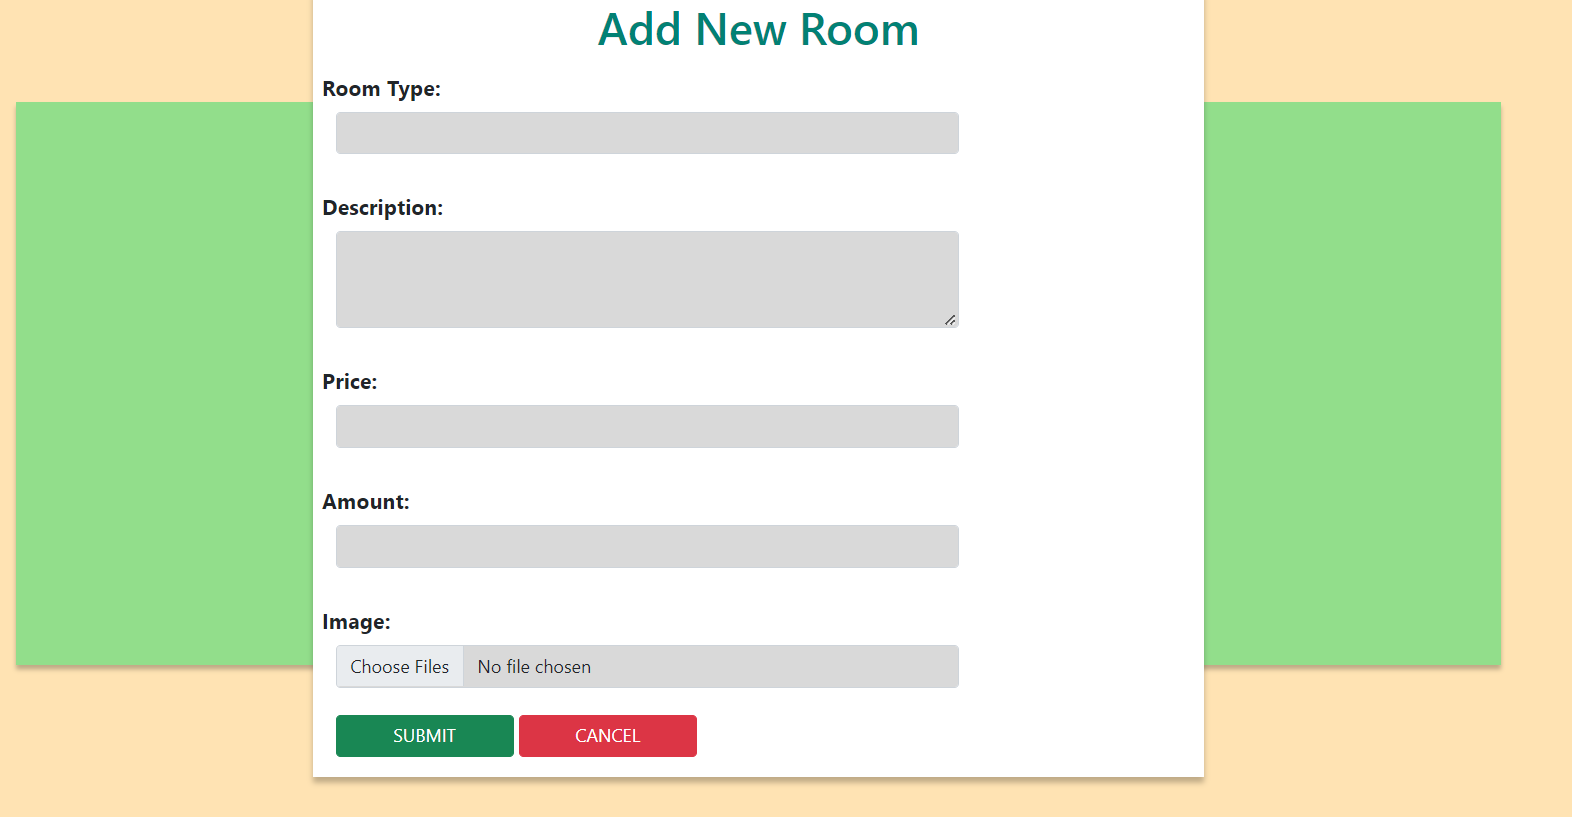 Add New Room
Room Type:
Description:
Price:
Amount:
Image:
Choose Files No file chosen
SUBMIT CANCEL